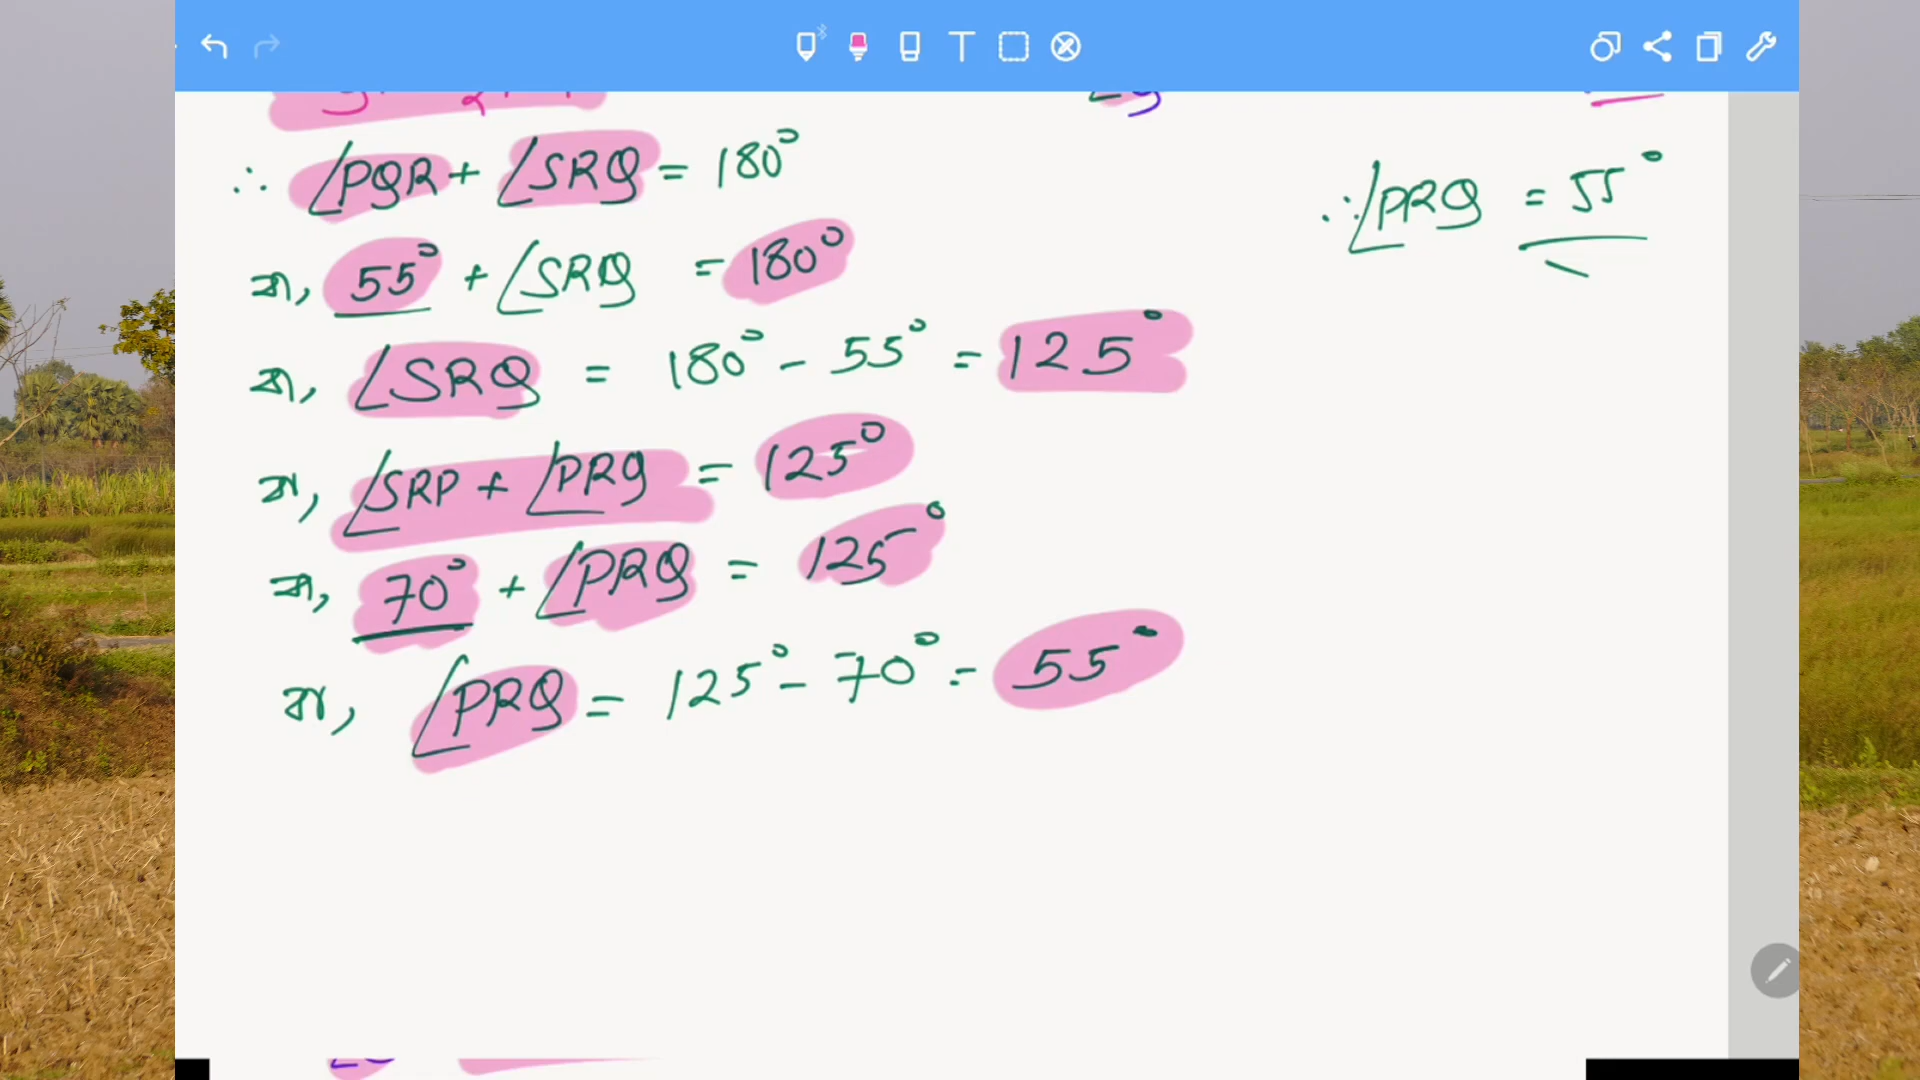 ∴ ∠PQR + ∠SRQ = 180°
বা, 55° + ∠SRQ = 180°
বা, ∠SRQ = 180° - 55° = 125°
বা, ∠SRP + ∠PRQ = 125°
বা, 70° + ∠PRQ = 125°
বা, ∠PRQ = 125° - 70° = 55°
∴ ∠PRQ = 55°